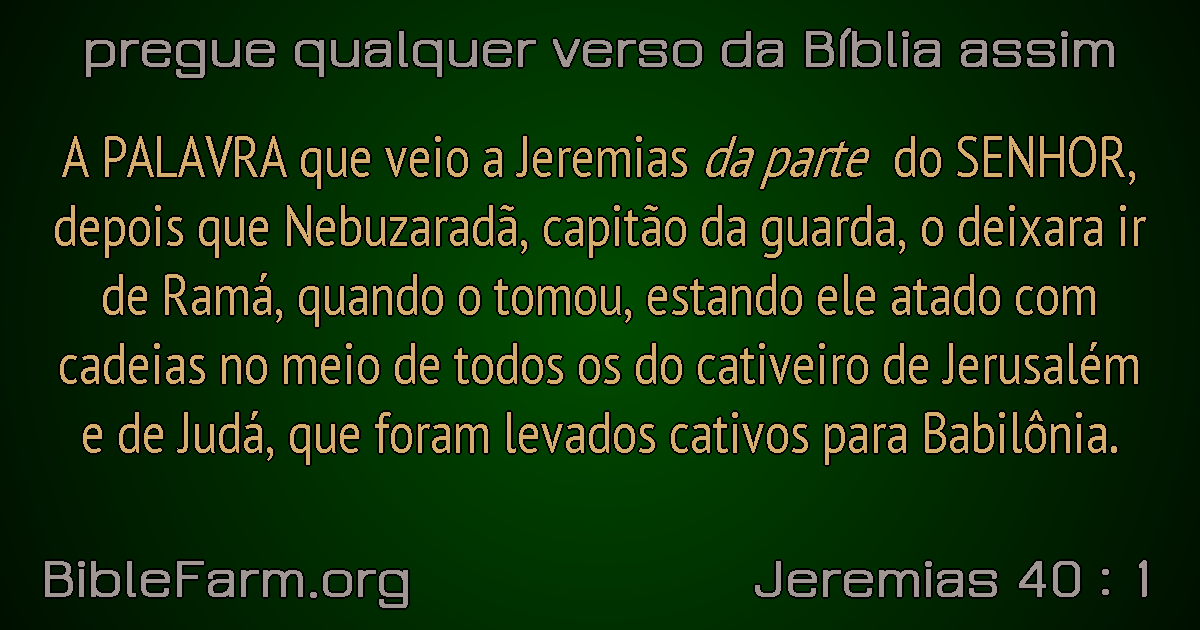 pregue qualquer verso da Bíblia assim
A PALAVRA que veio a Jeremias da parte do SENHOR,
depois que Nebuzaradã, capitão da guarda, o deixara ir
de Ramá, quando o tomou, estando ele atado com
cadeias no meio de todos os do cativeiro de Jerusalém
e de Judá, que foram levados cativos para Babilônia.
BibleFarm.org
Jeremias 40 : 1